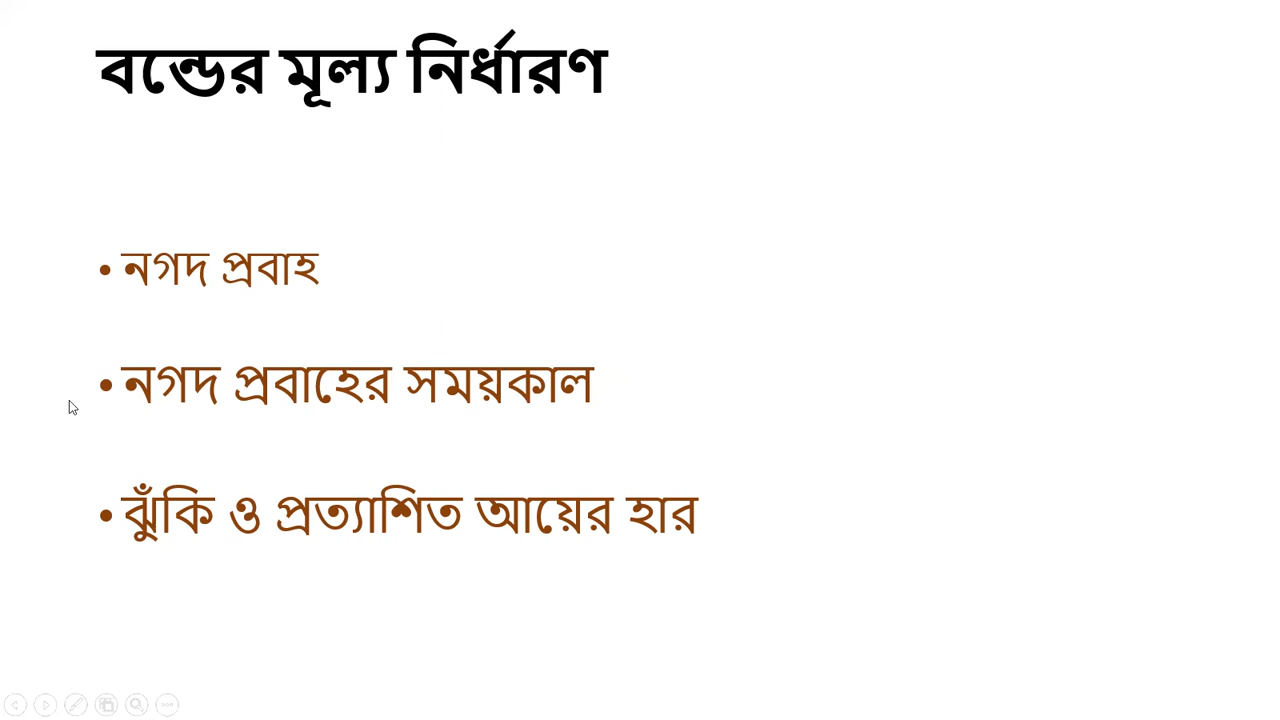 বন্ডের মূল্য নির্ধারণ
• নগদ প্রবাহ
• নগদ প্রবাহের সময়কাল
• ঝুঁকি ও প্রত্যাশিত আয়ের হার